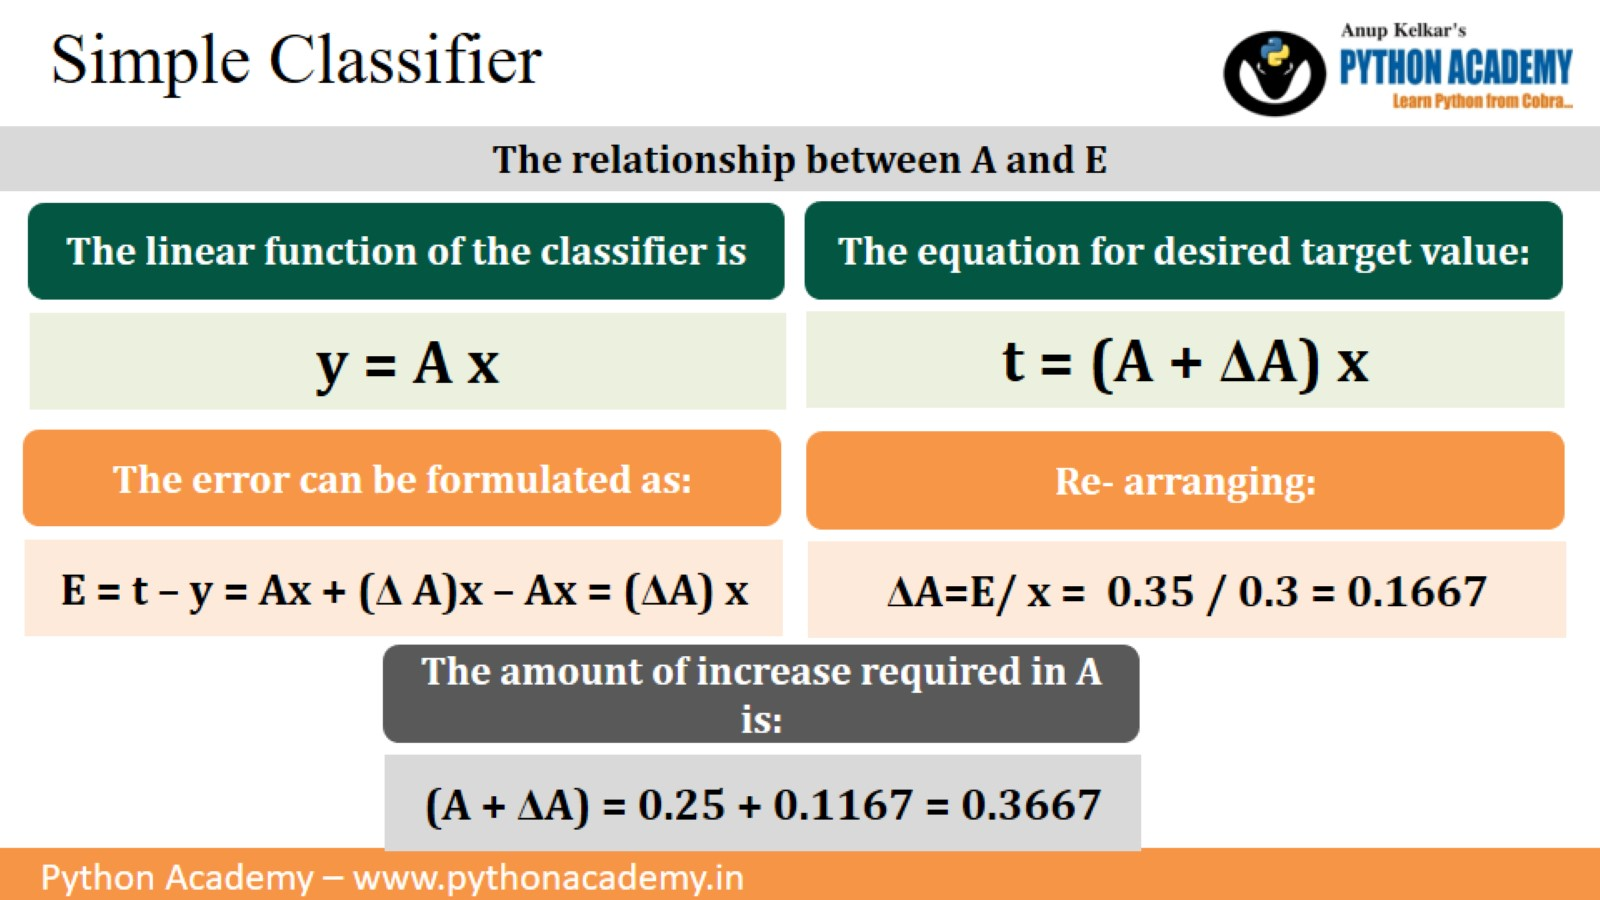 Simple Classifier
Anup Kelkar's
PYTHON ACADEMY
Learn Python from Cobra...
The relationship between A and E
The linear function of the classifier is
The equation for desired target value:
y = A x
t = (A + ΔA) x
The error can be formulated as:
Re- arranging:
E = t – y = Ax + (Δ A)x – Ax = (ΔA) x
ΔA=E/ x = 0.35 / 0.3 = 0.1667
The amount of increase required in A
is:
(A + ΔA) = 0.25 + 0.1167 = 0.3667
Python Academy – www.pythonacademy.in